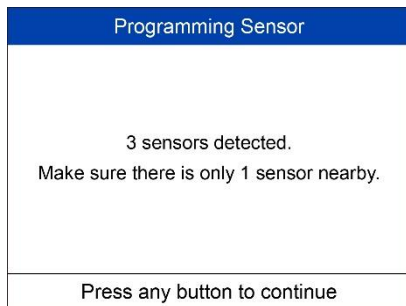 Programming Sensor
3 sensors detected.
Make sure there is only 1 sensor nearby.
Press any button to continue